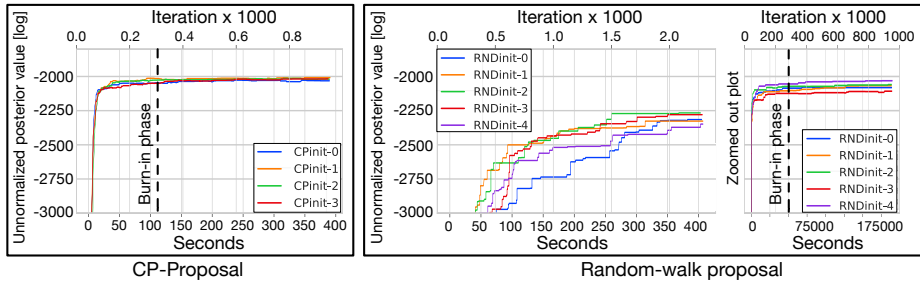 Iteration x 1000
0.0 0.2 0.4 0.6 0.8
Unnormalized posterior value [log]
-2000
-2250
-2500
-2750
-3000
Burn-in phase
CPinit-0
CPinit-1
CPinit-2
CPinit-3
0 50 100 150 200 250 300 350 400
Seconds
CP-Proposal
Iteration x 1000
0.0 0.5 1.0 1.5 2.0
Unnormalized posterior value [log]
-2000
-2250
-2500
-2750
-3000
RNDinit-0
RNDinit-1
RNDinit-2
RNDinit-3
RNDinit-4
0 50 100 150 200 250 300 350 400
Seconds
Iteration x 1000
0 300 600 900
Zoomed out plot
Burn-in phase
RNDinit-0
RNDinit-1
RNDinit-2
RNDinit-3
RNDinit-4
0 75000 175000
Seconds
Random-walk proposal